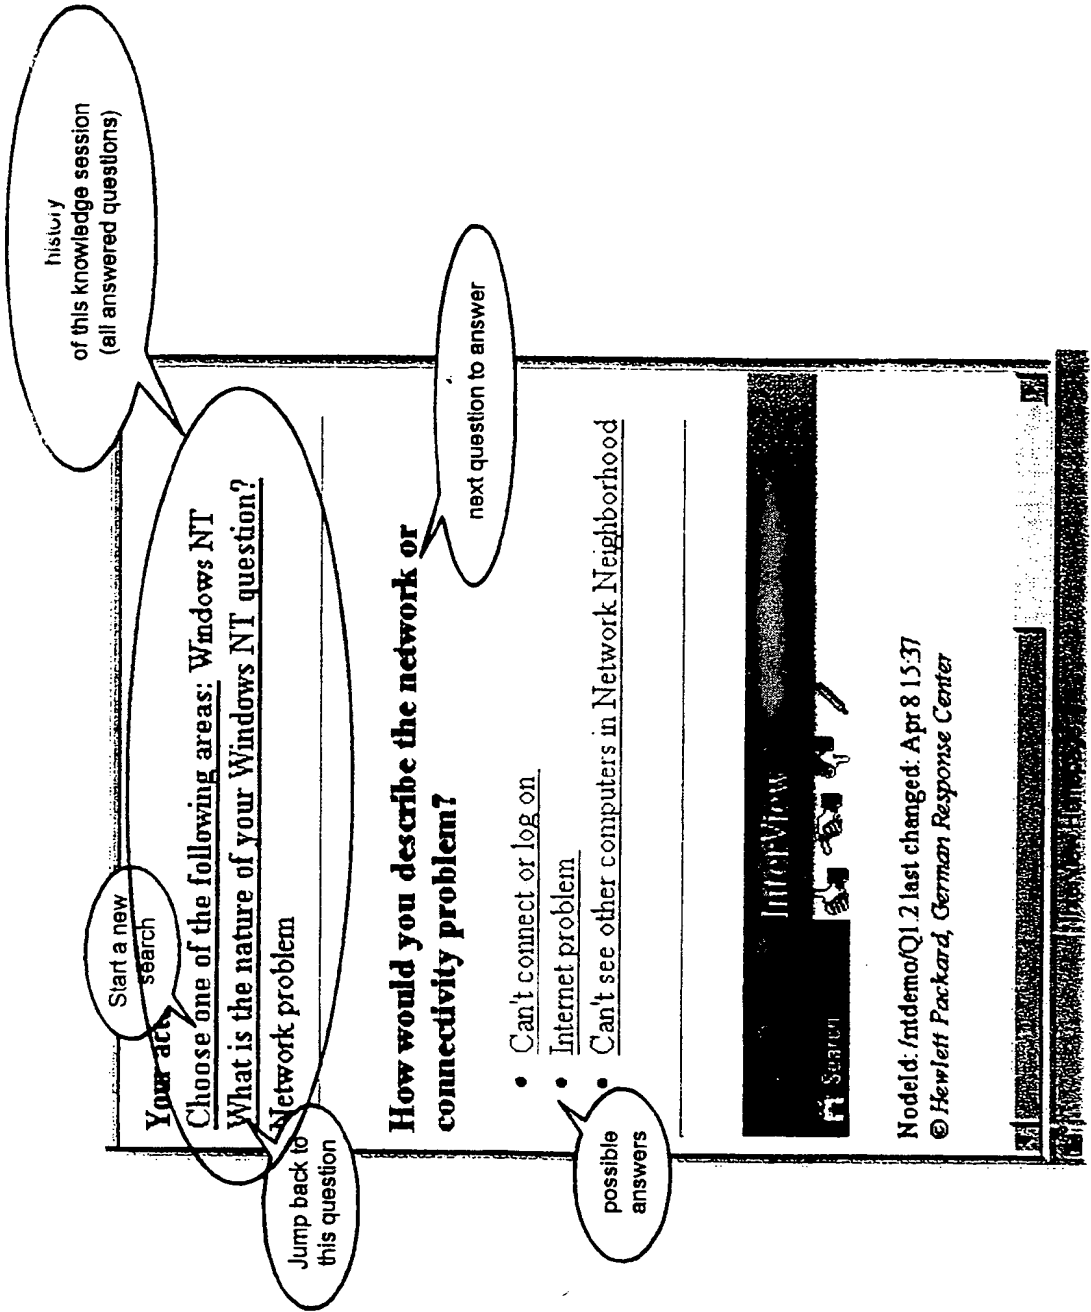 history
of this knowledge session
(all answered questions)
Start a new
search
Your act
Choose one of the following areas: Windows NT
What is the nature of your Windows NT question?
Network problem
Jump back to
this question
How would you describe the network or
connectivity problem?
next question to answer
• Can't connect or log on
• Internet problem
• Can't see other computers in Network Neighborhood
possible
answers
InterView
Search
NodeId: /ntdemo/Q1.2 last changed: Apr 8 15:37
© Hewlett Packard, German Response Center